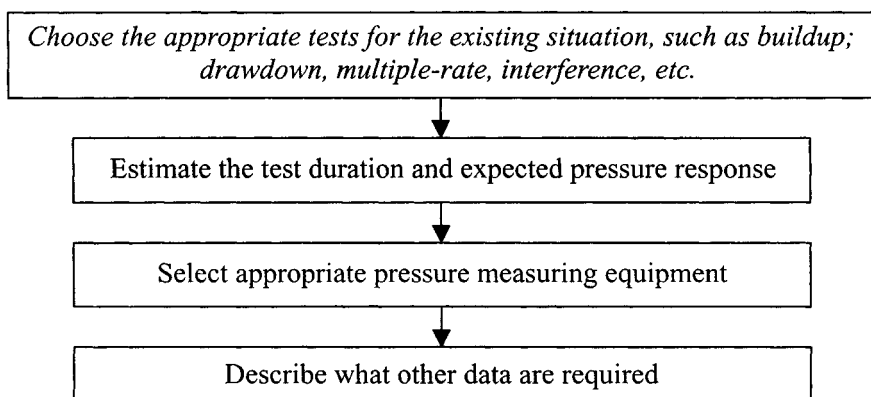 Choose the appropriate tests for the existing situation, such as buildup;
drawdown, multiple-rate, interference, etc.
Estimate the test duration and expected pressure response
Select appropriate pressure measuring equipment
Describe what other data are required